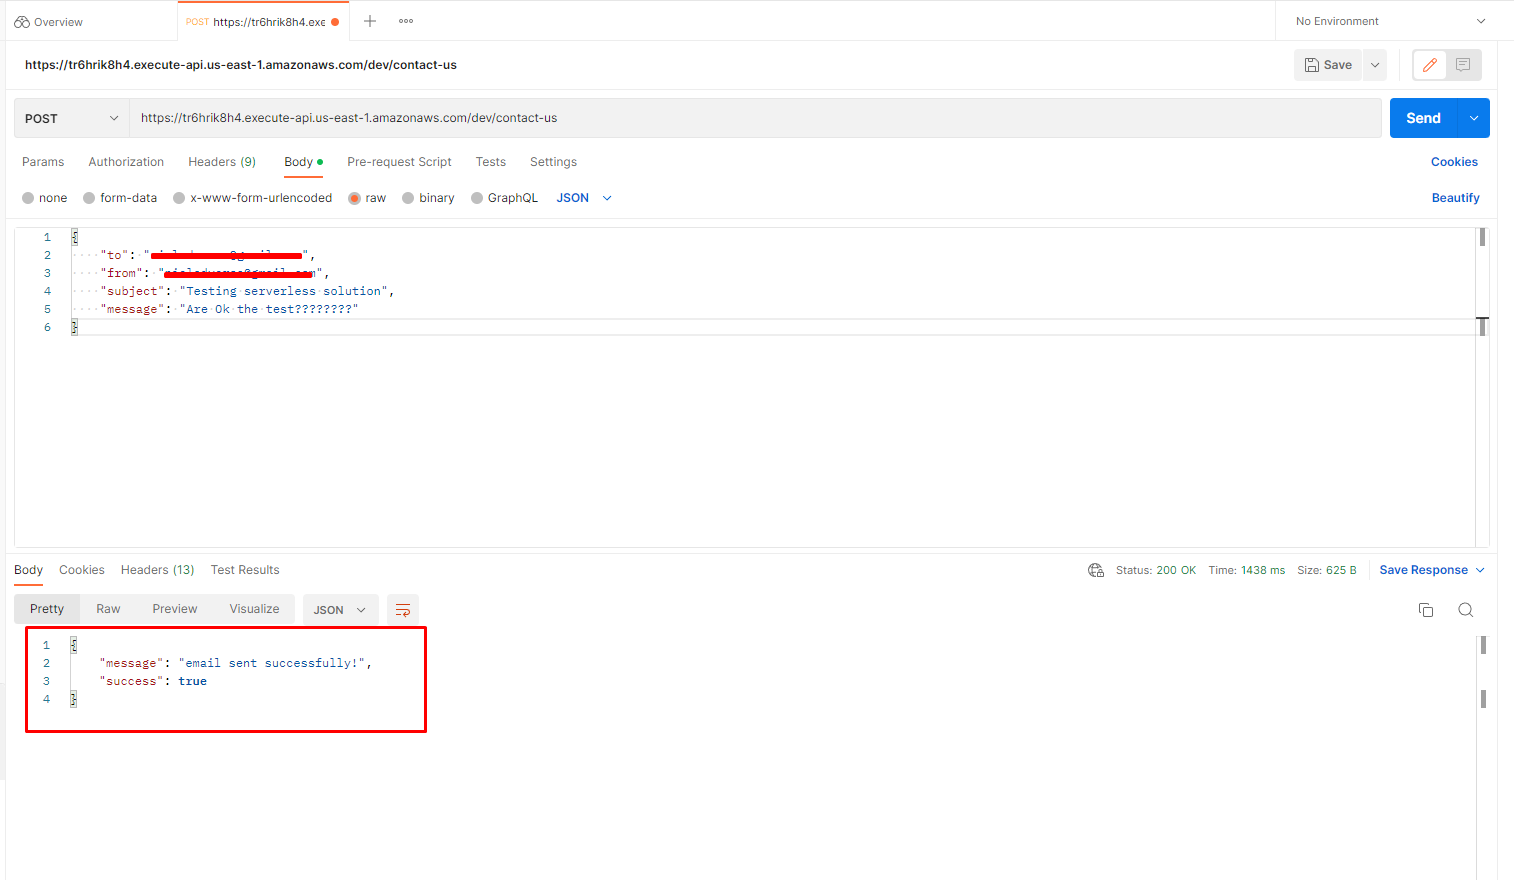 Overview
POST https://tr6hrik8h4.exe
No Environment
https://tr6hrik8h4.execute-api.us-east-1.amazonaws.com/dev/contact-us
Save
POST
https://tr6hrik8h4.execute-api.us-east-1.amazonaws.com/dev/contact-us
Send
Params Authorization Headers (9) Body Pre-request Script Tests Settings Cookies
none form-data x-www-form-urlencoded raw binary GraphQL JSON Beautify
1 {
2 "to": "",
3 "from": "",
4 "subject": "Testing serverless solution",
5 "message": "Are Ok the test????????"
6 }
Body Cookies Headers (13) Test Results Status: 200 OK Time: 1438 ms Size: 625 B Save Response
Pretty Raw Preview Visualize JSON
1 {
2 "message": "email sent successfully!",
3 "success": true
4 }